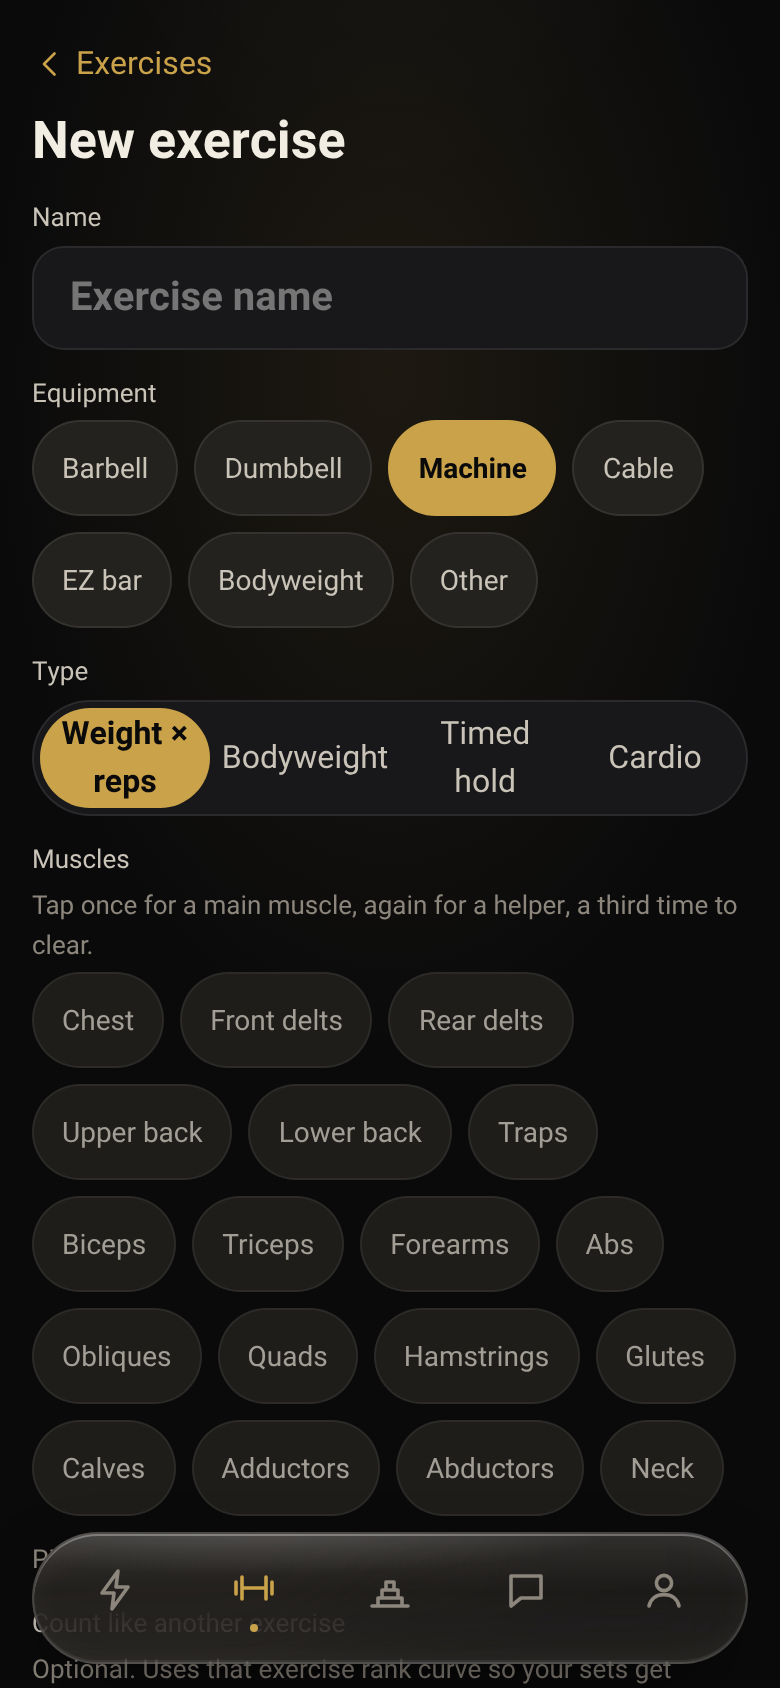 Exercises
New exercise
Name
Exercise name
Equipment
Barbell Dumbbell Machine Cable
EZ bar Bodyweight Other
Type
Weight × reps Bodyweight Timed hold Cardio
Muscles
Tap once for a main muscle, again for a helper, a third time to
clear.
Chest Front delts Rear delts
Upper back Lower back Traps
Biceps Triceps Forearms Abs
Obliques Quads Hamstrings Glutes
Calves Adductors Abductors Neck
Count like another exercise
Optional. Uses that exercise rank curve so your sets get